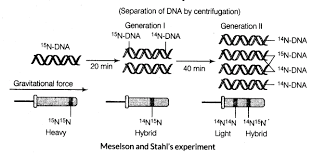 (Separation of DNA by centrifugation)
Generation I
Generation II
¹⁵N-DNA ¹⁴N-DNA
¹⁴N-DNA
¹⁵N-DNA
¹⁵N-DNA
20 min
40 min
¹⁴N-DNA
¹⁴N-DNA
Gravitational force
¹⁵N¹⁵N
¹⁴N¹⁵N
¹⁴N¹⁴N ¹⁴N¹⁵N
Heavy
Hybrid
Light Hybrid
Meselson and Stahl's experiment